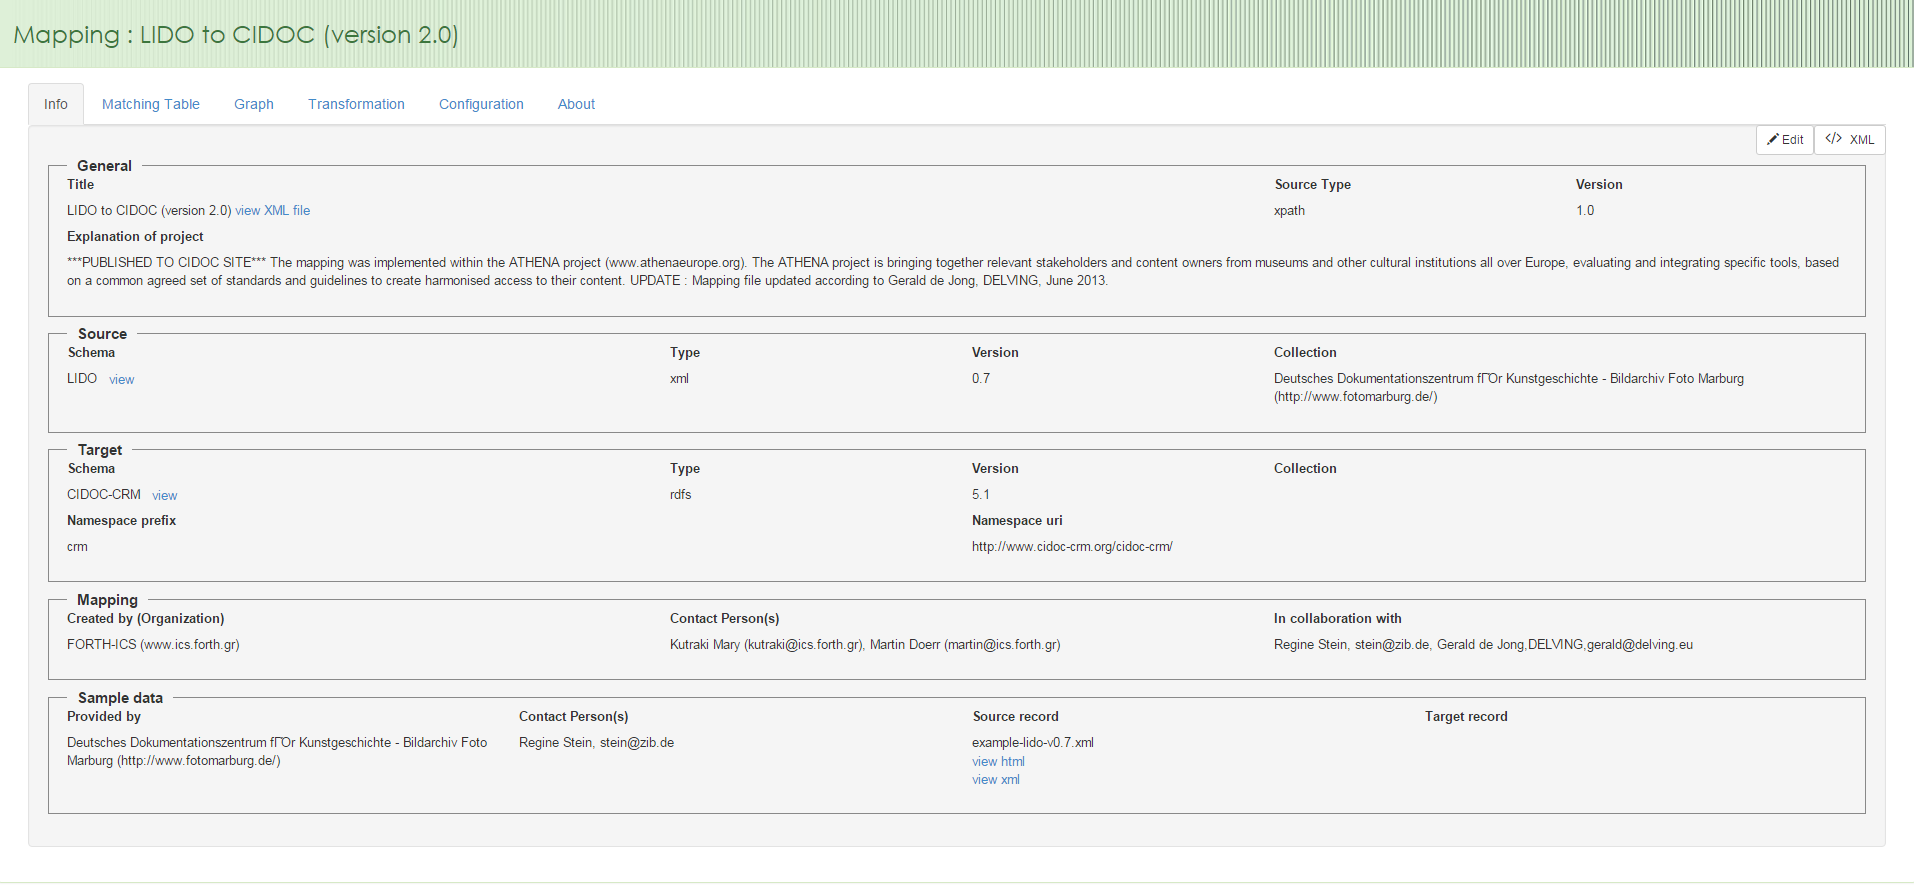 Mapping : LIDO to CIDOC (version 2.0)
Info Matching Table Graph Transformation Configuration About
Edit </> XML
General
Title Source Type Version
LIDO to CIDOC (version 2.0) view XML file xpath 1.0
Explanation of project
***PUBLISHED TO CIDOC SITE*** The mapping was implemented within the ATHENA project (www.athenaeurope.org). The ATHENA project is bringing together relevant stakeholders and content owners from museums and other cultural institutions all over Europe, evaluating and integrating specific tools, based
on a common agreed set of standards and guidelines to create harmonised access to their content. UPDATE : Mapping file updated according to Gerald de Jong, DELVING, June 2013.
Source
Schema Type Version Collection
LIDO view xml 0.7 Deutsches Dokumentationszentrum fΓΌr Kunstgeschichte - Bildarchiv Foto Marburg
(http://www.fotomarburg.de/)
Target
Schema Type Version Collection
CIDOC-CRM view rdfs 5.1
Namespace prefix Namespace uri
crm http://www.cidoc-crm.org/cidoc-crm/
Mapping
Created by (Organization) Contact Person(s) In collaboration with
FORTH-ICS (www.ics.forth.gr) Kutraki Mary (kutraki@ics.forth.gr), Martin Doerr (martin@ics.forth.gr) Regine Stein, stein@zib.de, Gerald de Jong,DELVING,gerald@delving.eu
Sample data
Provided by Contact Person(s) Source record Target record
Deutsches Dokumentationszentrum fΓΌr Kunstgeschichte - Bildarchiv Foto Regine Stein, stein@zib.de example-lido-v0.7.xml
Marburg (http://www.fotomarburg.de/) view html
view xml